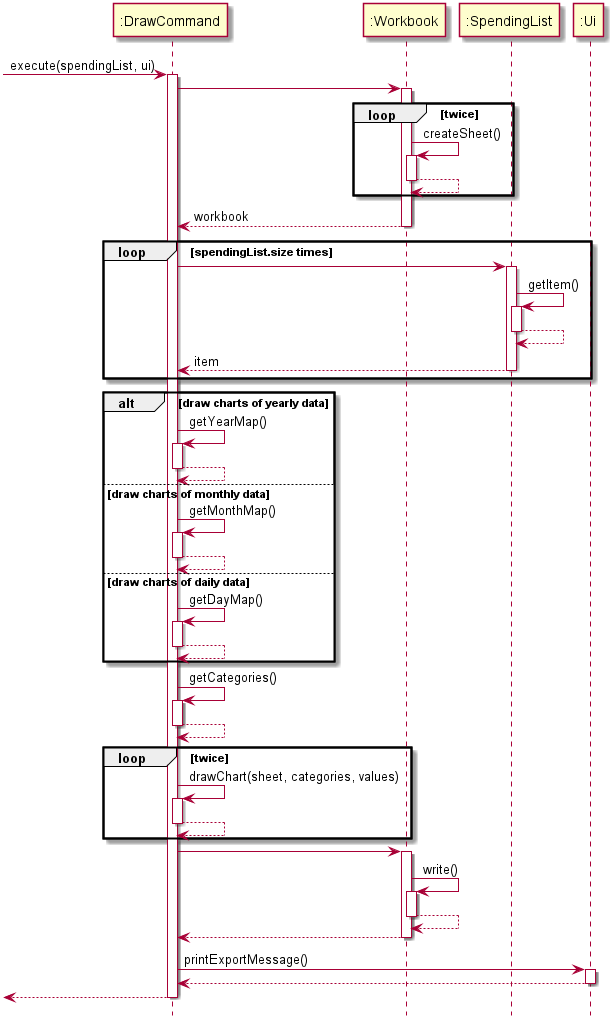 :DrawCommand :Workbook :SpendingList :Ui
execute(spendingList, ui)
loop [twice]
createSheet()
workbook
loop [spendingList.size times]
getItem()
item
alt [draw charts of yearly data]
getYearMap()
[draw charts of monthly data]
getMonthMap()
[draw charts of daily data]
getDayMap()
getCategories()
loop [twice]
drawChart(sheet, categories, values)
write()
printExportMessage()